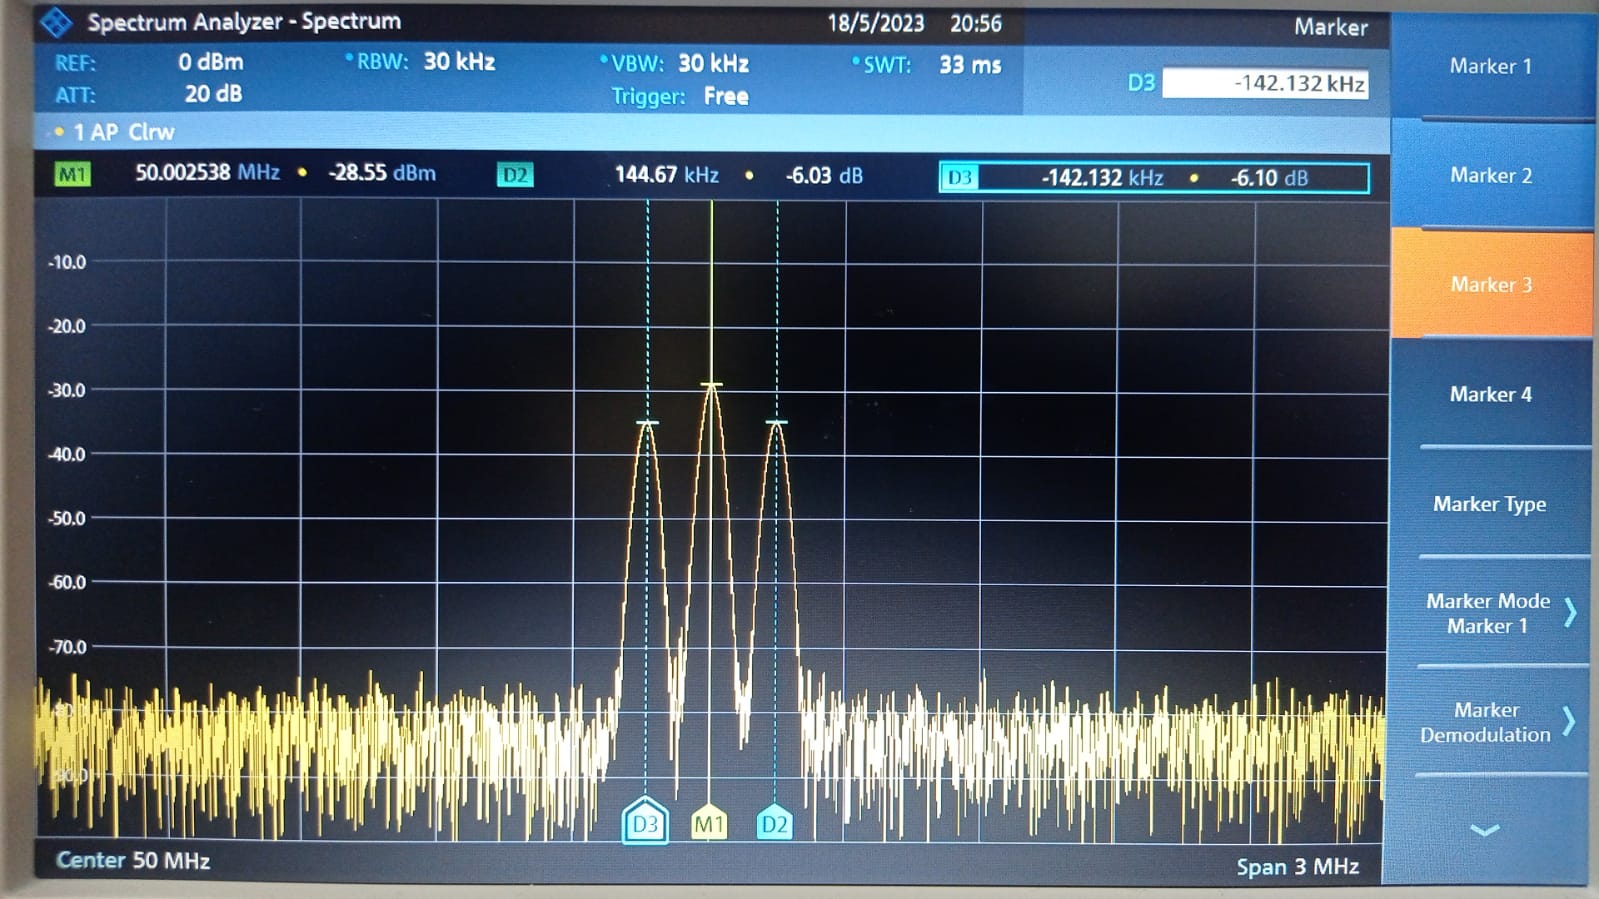 Spectrum Analyzer - Spectrum 18/5/2023 20:56 Marker
REF: 0 dBm RBW: 30 kHz VBW: 30 kHz SWT: 33 ms
ATT: 20 dB Trigger: Free
D3 -142.132 kHz
1 AP Clrw
M1 50.002538 MHz • -28.55 dBm D2 144.67 kHz • -6.03 dB D3 -142.132 kHz • -6.10 dB
-10.0
-20.0
-30.0
-40.0
-50.0
-60.0
-70.0
-80.0
-90.0
D3 M1 D2
Center 50 MHz Span 3 MHz
Marker 1
Marker 2
Marker 3
Marker 4
Marker Type
Marker Mode
Marker 1
Marker
Demodulation